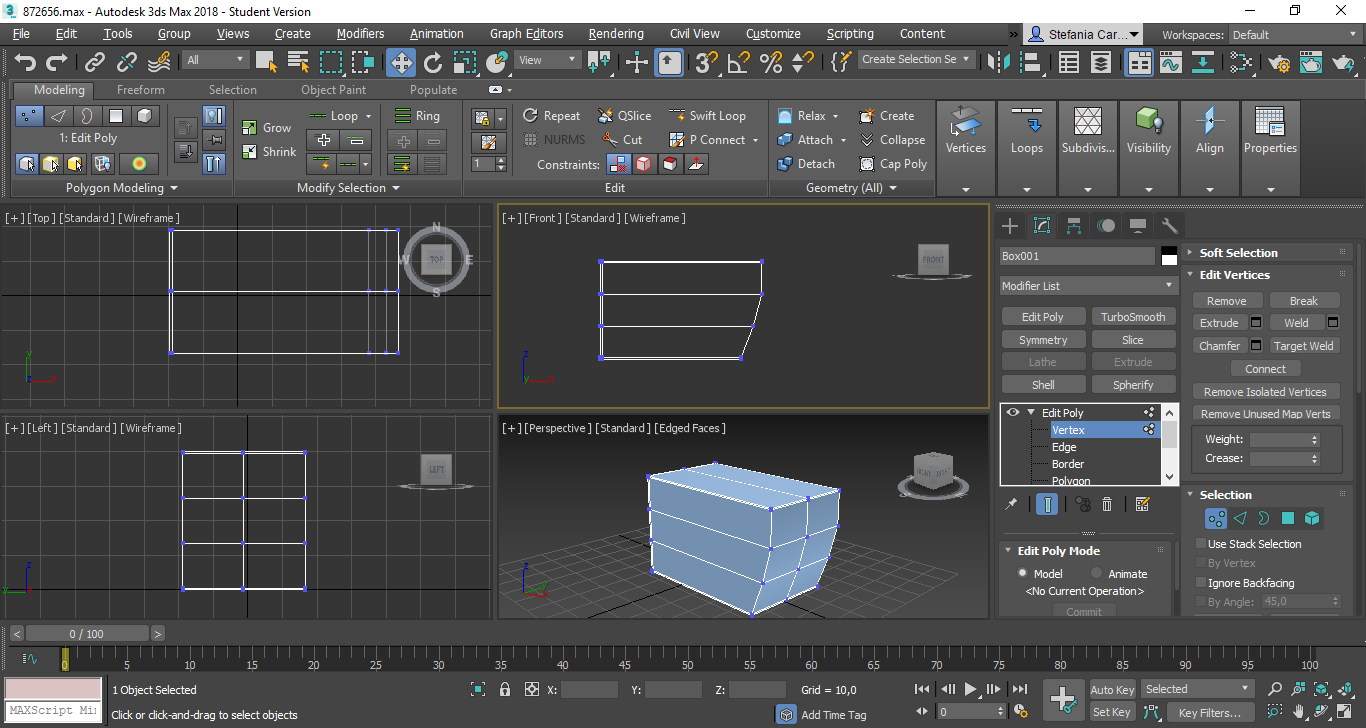 872656.max - Autodesk 3ds Max 2018 - Student Version
File Edit Tools Group Views Create Modifiers Animation Graph Editors Rendering Civil View Customize Scripting Content » Stefania Car... Workspaces: Default
All View Create Selection Se
Modeling Freeform Selection Object Paint Populate
1: Edit Poly
Grow Shrink
Loop Ring
1
Repeat QSlice Swift Loop
NURMS Cut P Connect
Constraints:
Relax Create
Attach Collapse
Detach Cap Poly
Vertices Loops Subdivis... Visibility Align Properties
Polygon Modeling Modify Selection Edit Geometry (All)
[+] [Top] [Standard] [Wireframe]
N
W TOP E
S
y
z x
[+] [Front] [Standard] [Wireframe]
FRONT
z
y x
[+] [Left] [Standard] [Wireframe]
LEFT
z
y
[+] [Perspective] [Standard] [Edged Faces]
z
Box001
Modifier List
Edit Poly TurboSmooth
Symmetry Slice
Lathe Extrude
Shell Spherify
Edit Poly
Vertex
Edge
Border
Polygon
Edit Poly Mode
Model Animate
<No Current Operation>
Commit
Soft Selection
Edit Vertices
Remove Break
Extrude Weld
Chamfer Target Weld
Connect
Remove Isolated Vertices
Remove Unused Map Verts
Weight:
Crease:
Selection
Use Stack Selection
By Vertex
Ignore Backfacing
By Angle: 45,0
< 0 / 100 >
0 5 10 15 20 25 30 35 40 45 50 55 60 65 70 75 80 85 90 95 100
MAXScript Mi
1 Object Selected
Click or click-and-drag to select objects
X: Y: Z: Grid = 10,0
Add Time Tag
0
Auto Key Selected
Set Key Key Filters...